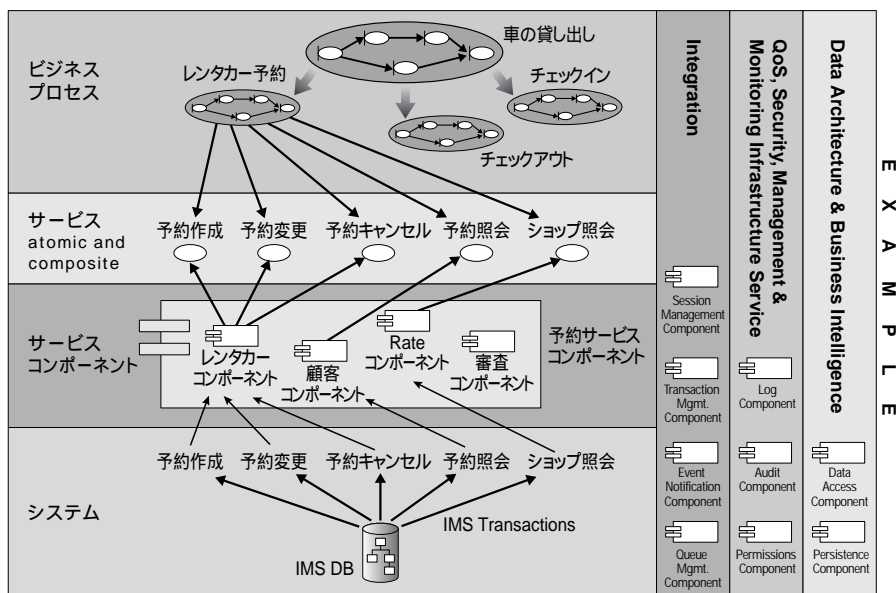 ビジネス
プロセス
車の貸し出し
レンタカー予約
チェックイン
チェックアウト
サービス
atomic and
composite
予約作成
予約変更
予約キャンセル
予約照会
ショップ照会
サービス
コンポーネント
レンタカー
コンポーネント
顧客
コンポーネント
Rate
コンポーネント
審査
コンポーネント
予約サービス
コンポーネント
システム
予約作成
予約変更
予約キャンセル
予約照会
ショップ照会
IMS Transactions
IMS DB
Integration
Session
Management
Component
Transaction
Mgmt.
Component
Event
Notification
Component
Queue
Mgmt.
Component
QoS, Security, Management &
Monitoring Infrastructure Service
Log
Component
Audit
Component
Permissions
Component
Data Architecture & Business Intelligence
Data
Access
Component
Persistence
Component
EXAMPLE